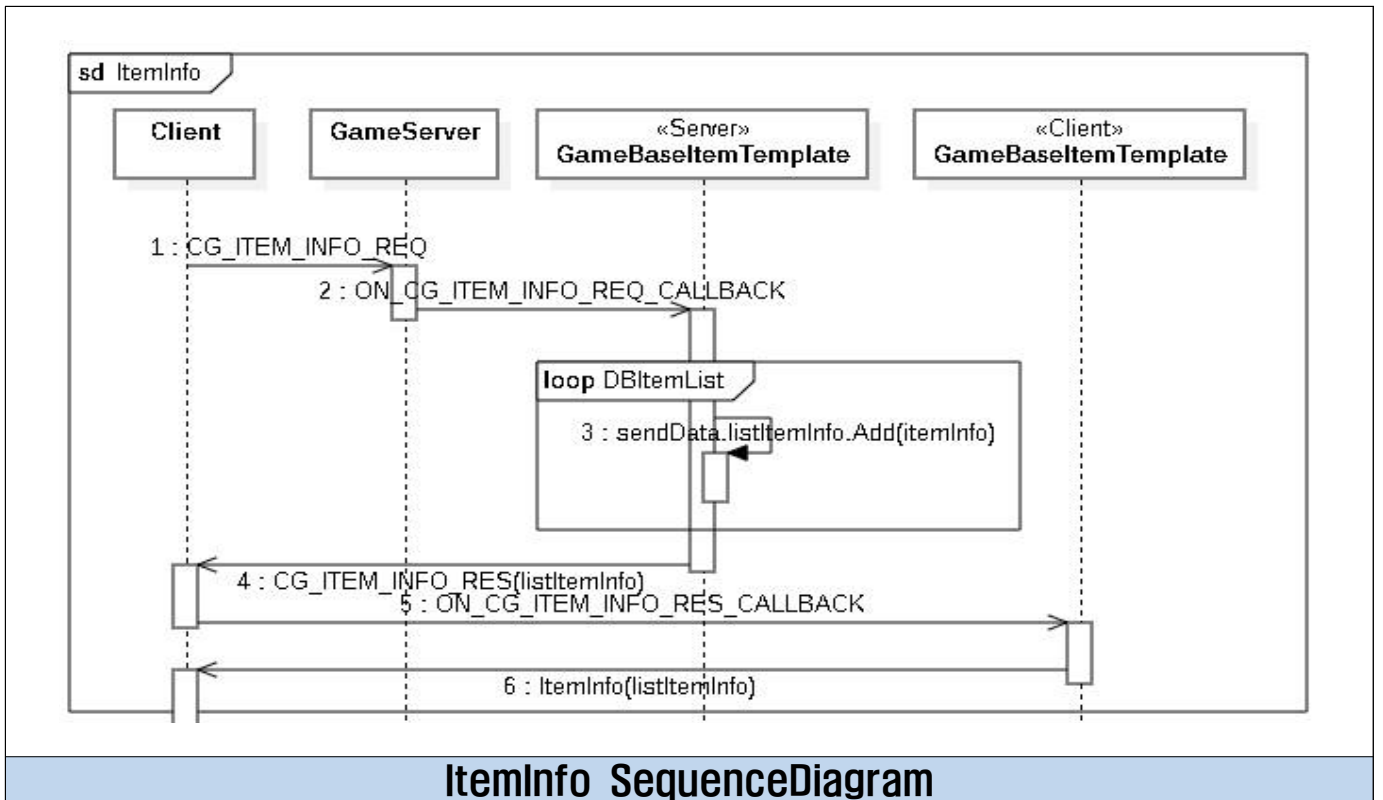 sd ItemInfo
Client
GameServer
«Server»
GameBaseItemTemplate
«Client»
GameBaseItemTemplate
1 : CG_ITEM_INFO_REQ
2 : ON_CG_ITEM_INFO_REQ_CALLBACK
loop DBItemList
3 : sendData.listItemInfo.Add(itemInfo)
4 : CG_ITEM_INFO_RES(listItemInfo)
5 : ON_CG_ITEM_INFO_RES_CALLBACK
6 : ItemInfo(listItemInfo)
ItemInfo SequenceDiagram